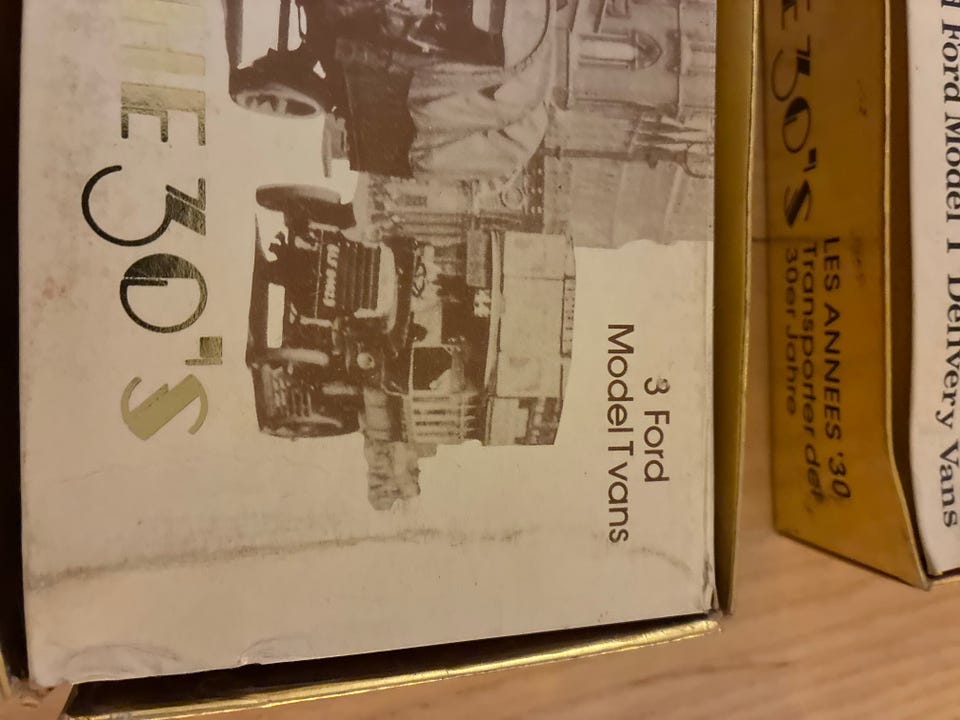 THE 30'S
3 Ford
Model T vans
E 30'S
LES ANNEES '30
Transporter der,
30er Jahre
Ford Model T Delivery Vans